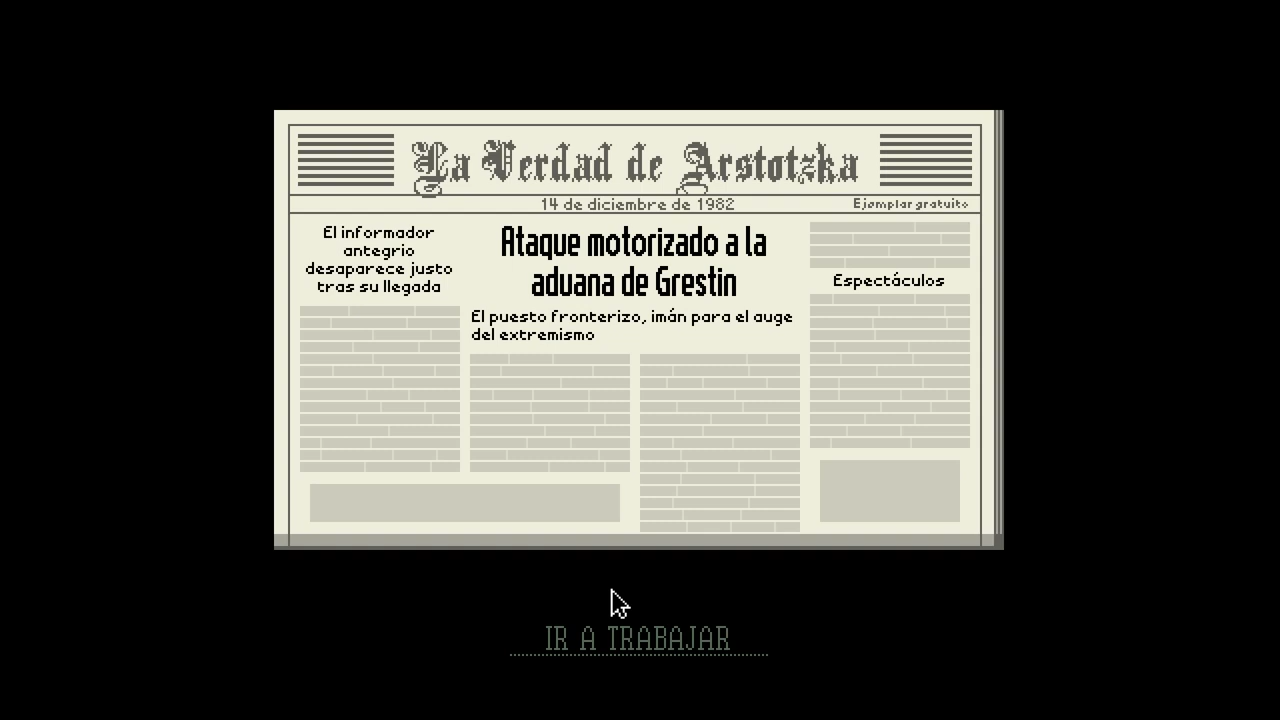 La Verdad de Arstotzka
14 de diciembre de 1982
Ejemplar gratuito
El informador
antegrio
desaparece justo
tras su llegada
Ataque motorizado a la
aduana de Grestin
El puesto fronterizo, imán para el auge
del extremismo
Espectáculos
IR A TRABAJAR